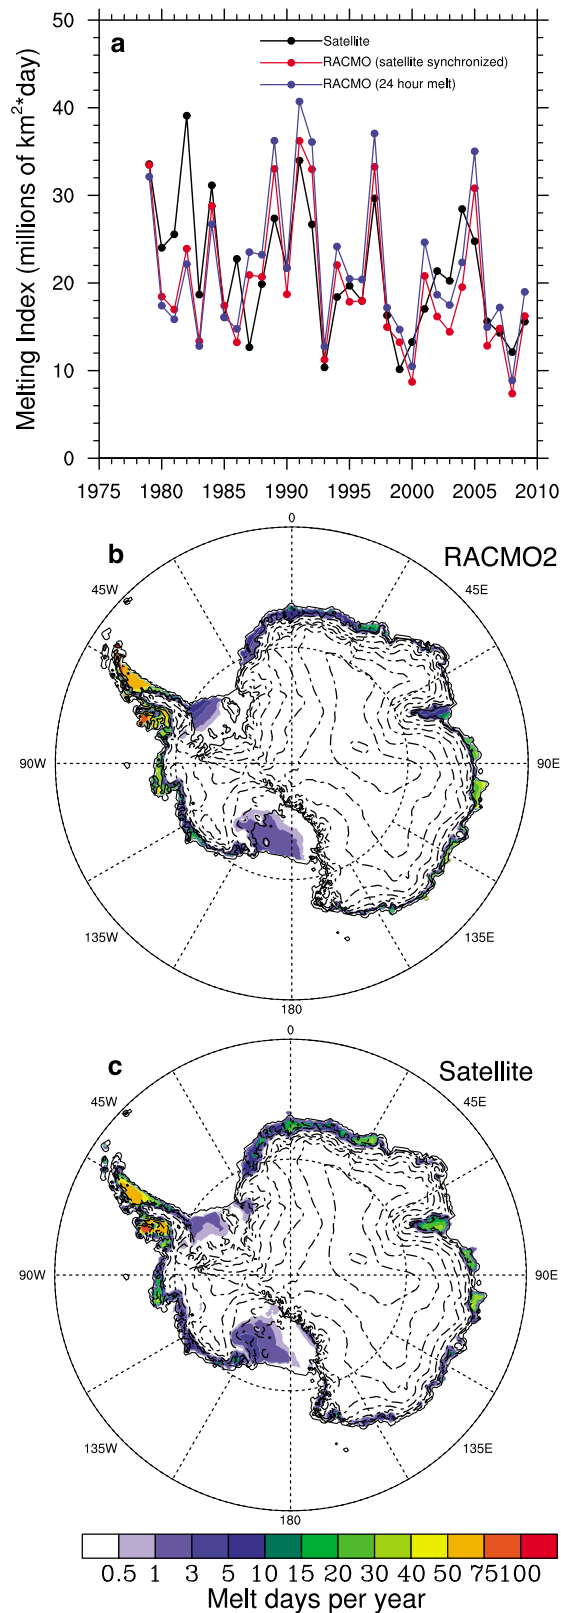 a
Satellite
RACMO (satellite synchronized)
RACMO (24 hour melt)
Melting Index (millions of km²*day)
50
40
30
20
10
0
1975 1980 1985 1990 1995 2000 2005 2010
b
RACMO2
0
45W
45E
90W
90E
135W
135E
180
c
Satellite
0
45W
45E
90W
90E
135W
135E
180
0.5 1 3 5 10 15 20 30 40 50 75 100
Melt days per year